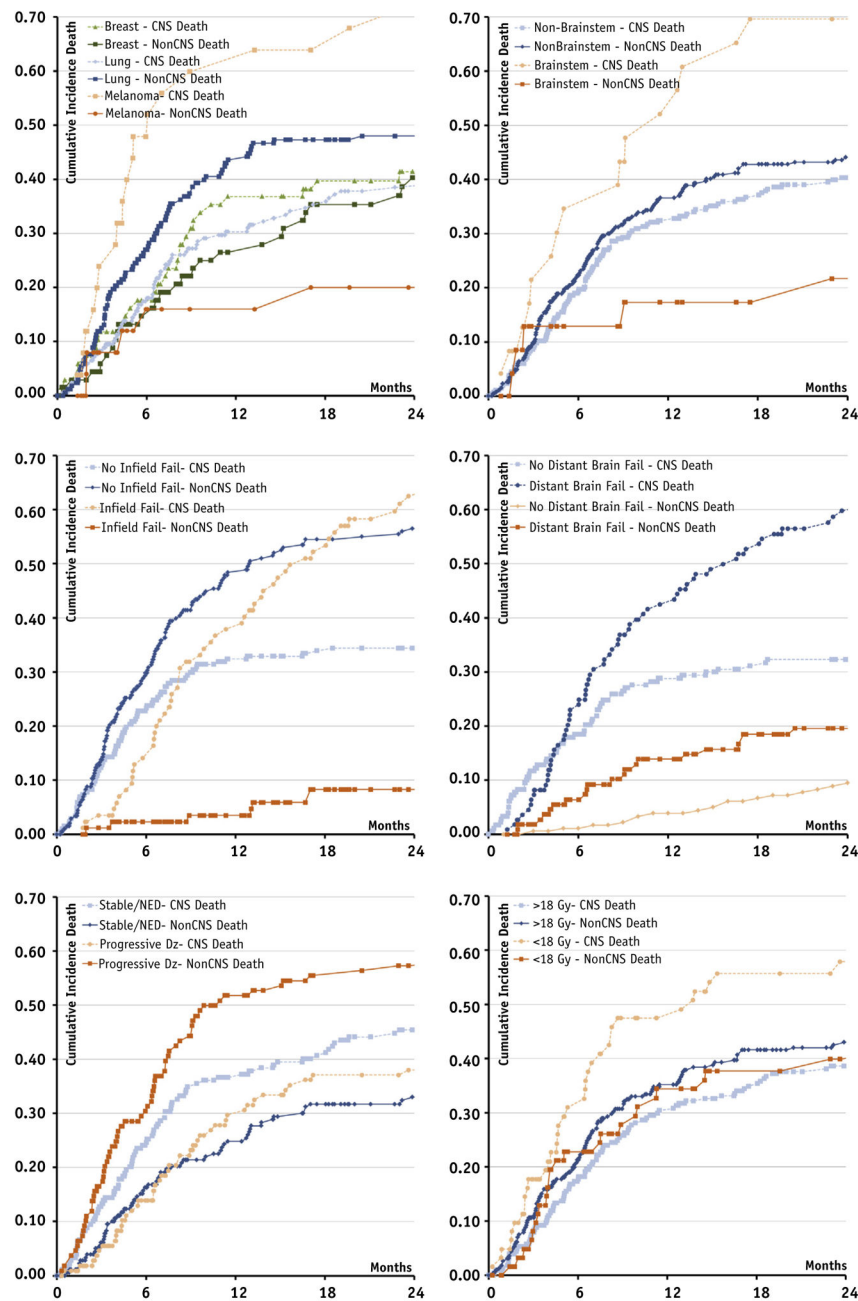 0.70
0.60
0.50
0.40
0.30
0.20
0.10
0.00
Cumulative Incidence Death
Breast - CNS Death
Breast - NonCNS Death
Lung - CNS Death
Lung - NonCNS Death
Melanoma- CNS Death
Melanoma- NonCNS Death
Months
0
6
12
18
24
0.70
0.60
0.50
0.40
0.30
0.20
0.10
0.00
Cumulative Incidence Death
Non-Brainstem - CNS Death
NonBrainstem - NonCNS Death
Brainstem - CNS Death
Brainstem - NonCNS Death
Months
0
6
12
18
24
0.70
0.60
0.50
0.40
0.30
0.20
0.10
0.00
Cumulative Incidence Death
No Infield Fail- CNS Death
No Infield Fail- NonCNS Death
Infield Fail- CNS Death
Infield Fail- NonCNS Death
Months
0
6
12
18
24
0.70
0.60
0.50
0.40
0.30
0.20
0.10
0.00
Cumulative Incidence Death
No Distant Brain Fail - CNS Death
Distant Brain Fail - CNS Death
No Distant Brain Fail - NonCNS Death
Distant Brain Fail - NonCNS Death
Months
0
6
12
18
24
0.70
0.60
0.50
0.40
0.30
0.20
0.10
0.00
Cumulative Incidence Death
Stable/NED- CNS Death
Stable/NED- NonCNS Death
Progressive Dz- CNS Death
Progressive Dz- NonCNS Death
Months
0
6
12
18
24
0.70
0.60
0.50
0.40
0.30
0.20
0.10
0.00
Cumulative Incidence Death
>18 Gy- CNS Death
>18 Gy- NonCNS Death
<18 Gy - CNS Death
<18 Gy - NonCNS Death
Months
0
6
12
18
24